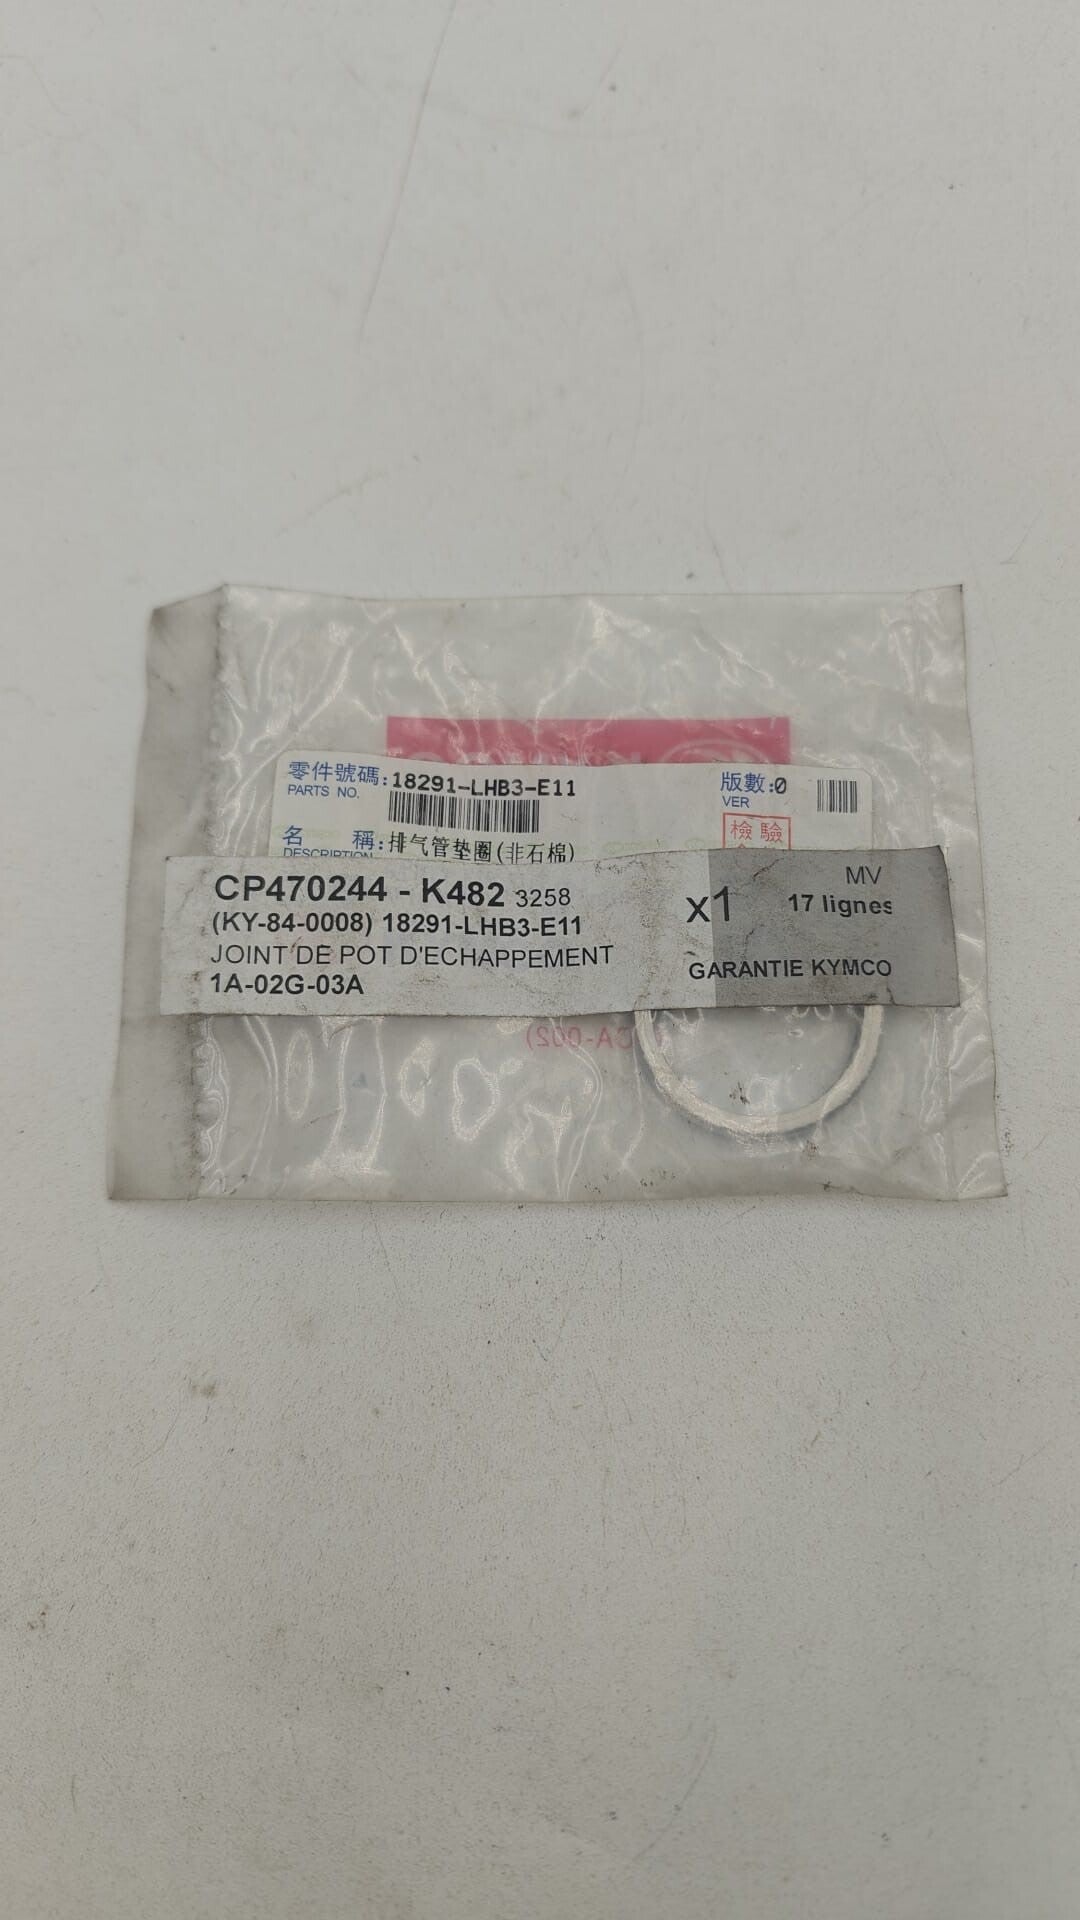 零件號碼:18291-LHB3-E11
PARTS NO.
版數:0
VER
檢驗
名 稱:排气管垫圈(非石棉)
DESCRIPTION
CP470244 - K482 3258
(KY-84-0008) 18291-LHB3-E11
JOINT DE POT D'ECHAPPEMENT
1A-02G-03A
x1
MV
17 lignes
GARANTIE KYMCO
CA-002)